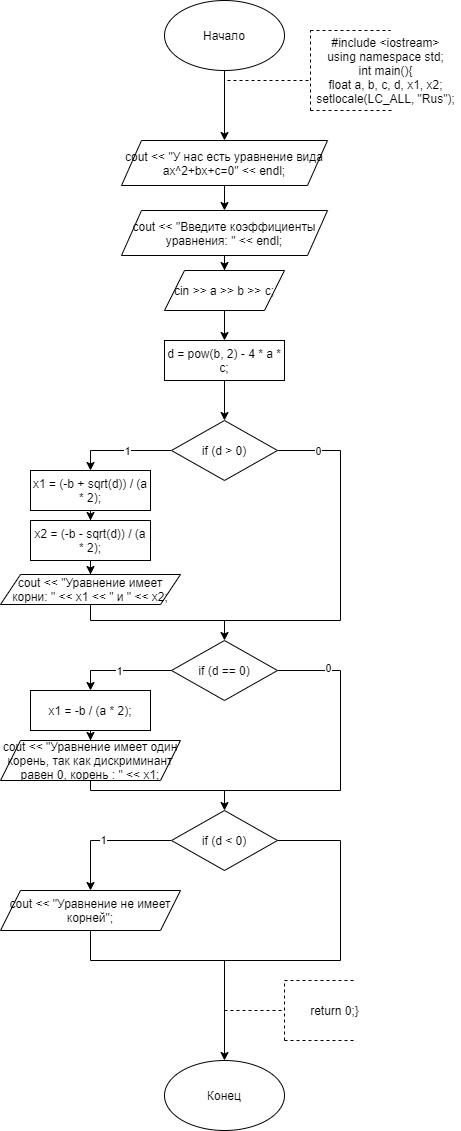 Начало
#include <iostream>
using namespace std;
int main(){
float a, b, c, d, x1, x2;
setlocale(LC_ALL, "Rus");
cout << "У нас есть уравнение вида
ax^2+bx+c=0" << endl;
cout << "Введите коэффициенты
уравнения: " << endl;
cin >> a >> b >> c;
d = pow(b, 2) - 4 * a *
c;
if (d > 0)
1
0
x1 = (-b + sqrt(d)) / (a
* 2);
x2 = (-b - sqrt(d)) / (a
* 2);
cout << "Уравнение имеет
корни: " << x1 << " и " << x2;
if (d == 0)
1
0
x1 = -b / (a * 2);
cout << "Уравнение имеет один
корень, так как дискриминант
равен 0, корень : " << x1;
if (d < 0)
1
cout << "Уравнение не имеет
корней";
return 0;}
Конец